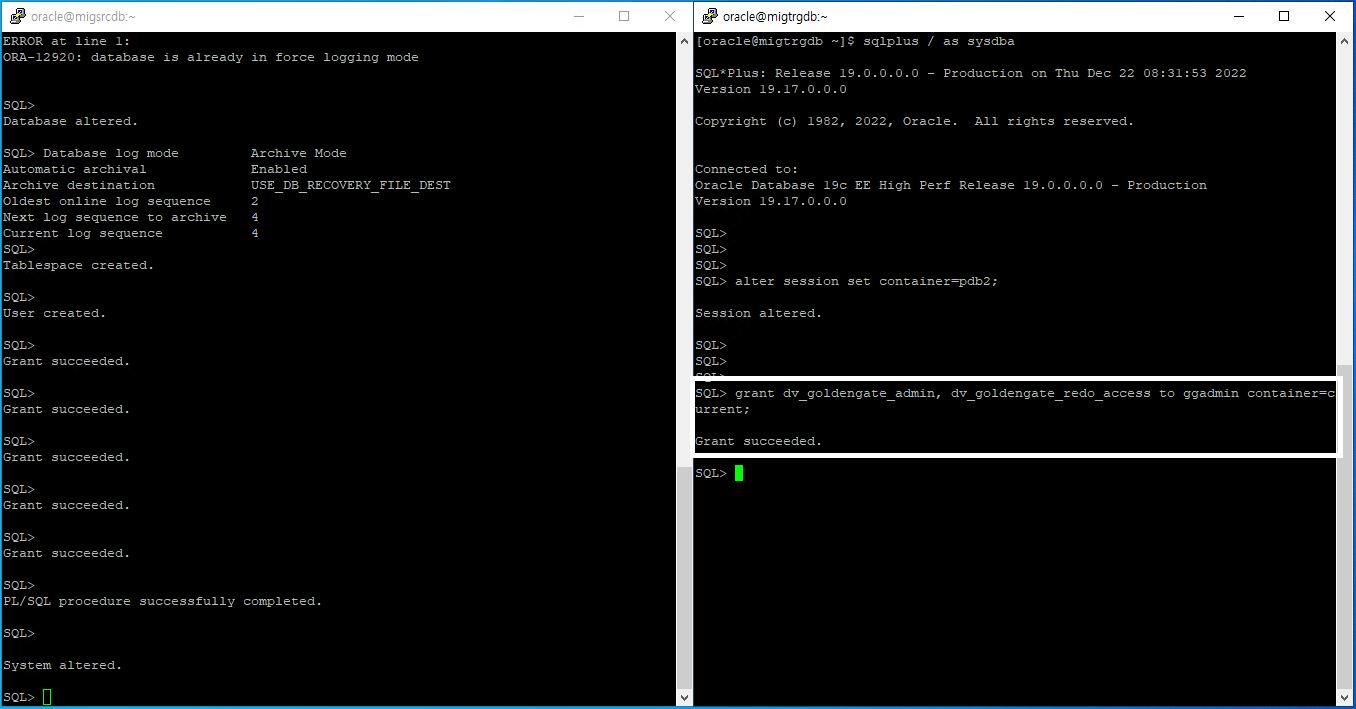 oracle@migsrcdb:~
ERROR at line 1:
ORA-12920: database is already in force logging mode
SQL>
Database altered.
SQL> Database log mode Archive Mode
Automatic archival Enabled
Archive destination USE_DB_RECOVERY_FILE_DEST
Oldest online log sequence 2
Next log sequence to archive 4
Current log sequence 4
SQL>
Tablespace created.
SQL>
User created.
SQL>
Grant succeeded.
SQL>
Grant succeeded.
SQL>
Grant succeeded.
SQL>
Grant succeeded.
SQL>
Grant succeeded.
SQL>
PL/SQL procedure successfully completed.
SQL>
System altered.
SQL>
oracle@migtrgdb:~
[oracle@migtrgdb ~]$ sqlplus / as sysdba
SQL*Plus: Release 19.0.0.0.0 - Production on Thu Dec 22 08:31:53 2022
Version 19.17.0.0.0
Copyright (c) 1982, 2022, Oracle.  All rights reserved.
Connected to:
Oracle Database 19c EE High Perf Release 19.0.0.0.0 - Production
Version 19.17.0.0.0
SQL>
SQL>
SQL>
SQL> alter session set container=pdb2;
Session altered.
SQL>
SQL>
SQL>
SQL> grant dv_goldengate_admin, dv_goldengate_redo_access to ggadmin container=c
urrent;
Grant succeeded.
SQL>